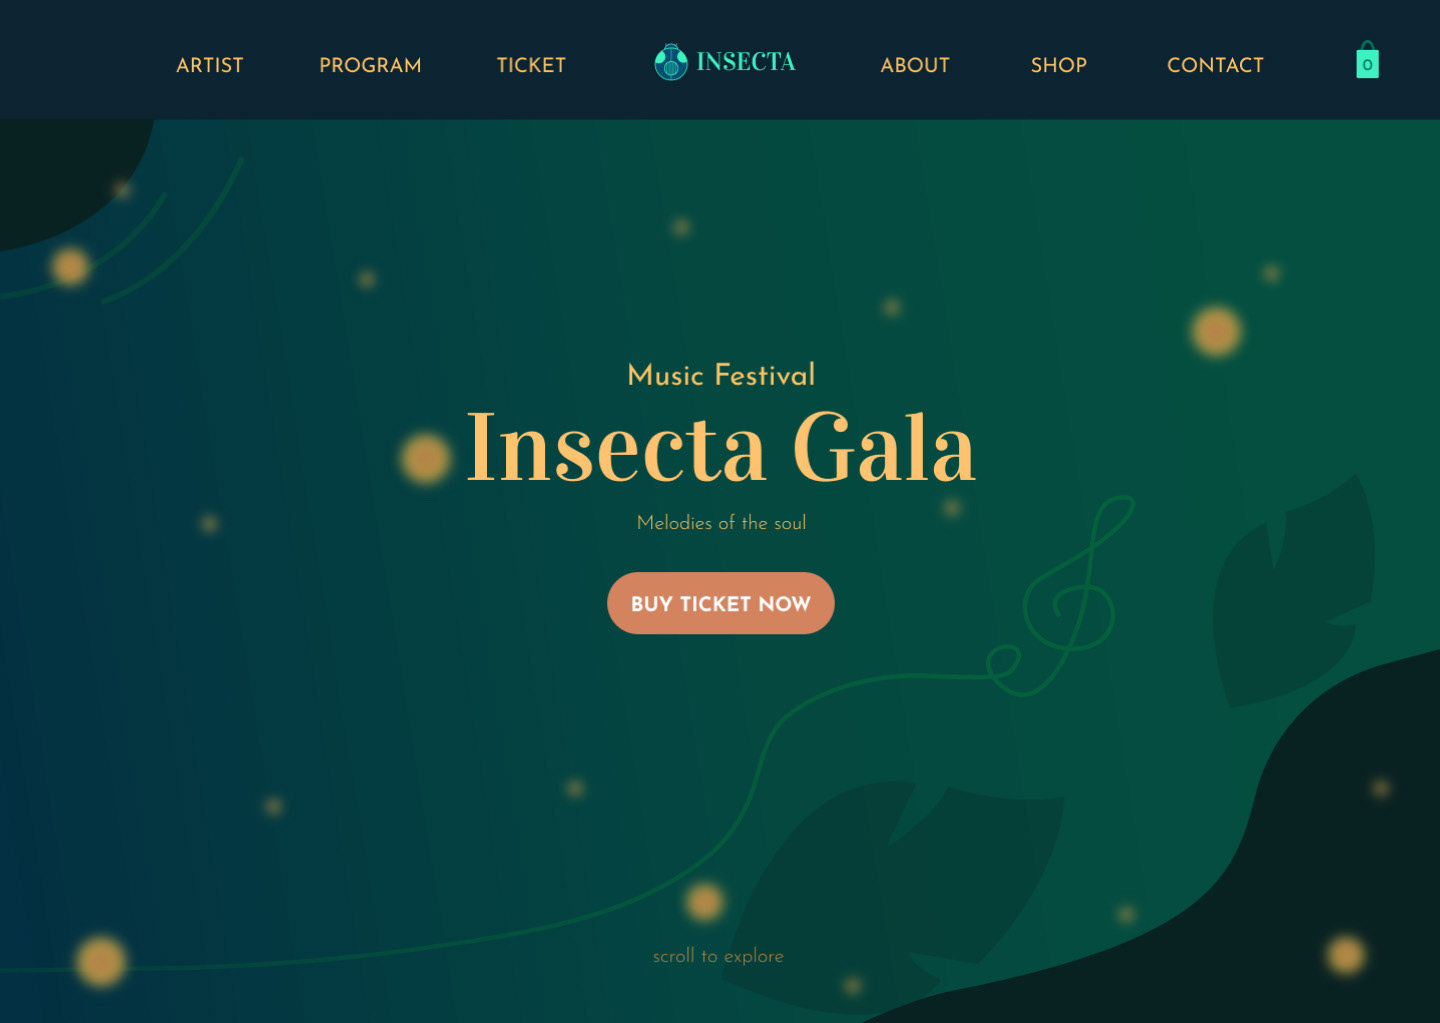 ARTIST PROGRAM TICKET INSECTA ABOUT SHOP CONTACT 0
Music Festival
Insecta Gala
Melodies of the soul
BUY TICKET NOW
scroll to explore